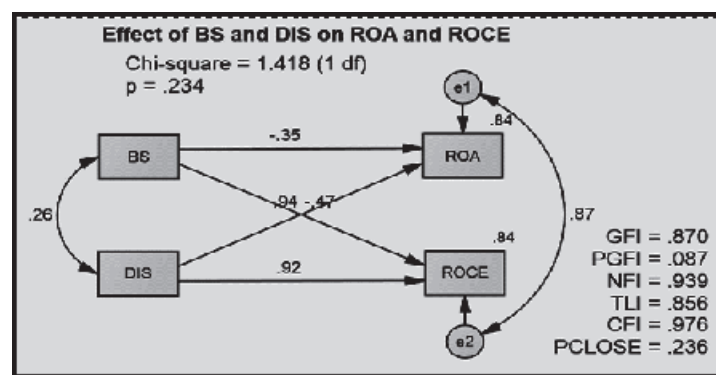 Effect of BS and DIS on ROA and ROCE
Chi-square = 1.418 (1 df)
p = .234
e1
.84
-.35
BS
ROA
.26
.94 -.47
.87
.84
GFI = .870
PGFI = .087
DIS
.92
ROCE
NFI = .939
TLI = .856
CFI = .976
e2
PCLOSE = .236